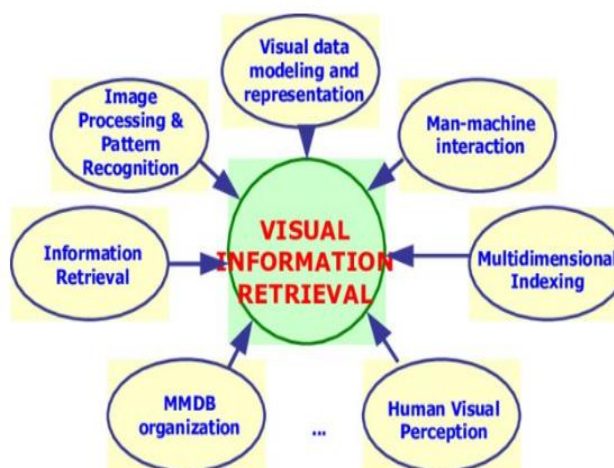 Visual data
modeling and
representation
Image
Processing &
Pattern
Recognition
Man-machine
interaction
VISUAL
INFORMATION
RETRIEVAL
Information
Retrieval
Multidimensional
Indexing
MMDB
organization
...
Human Visual
Perception